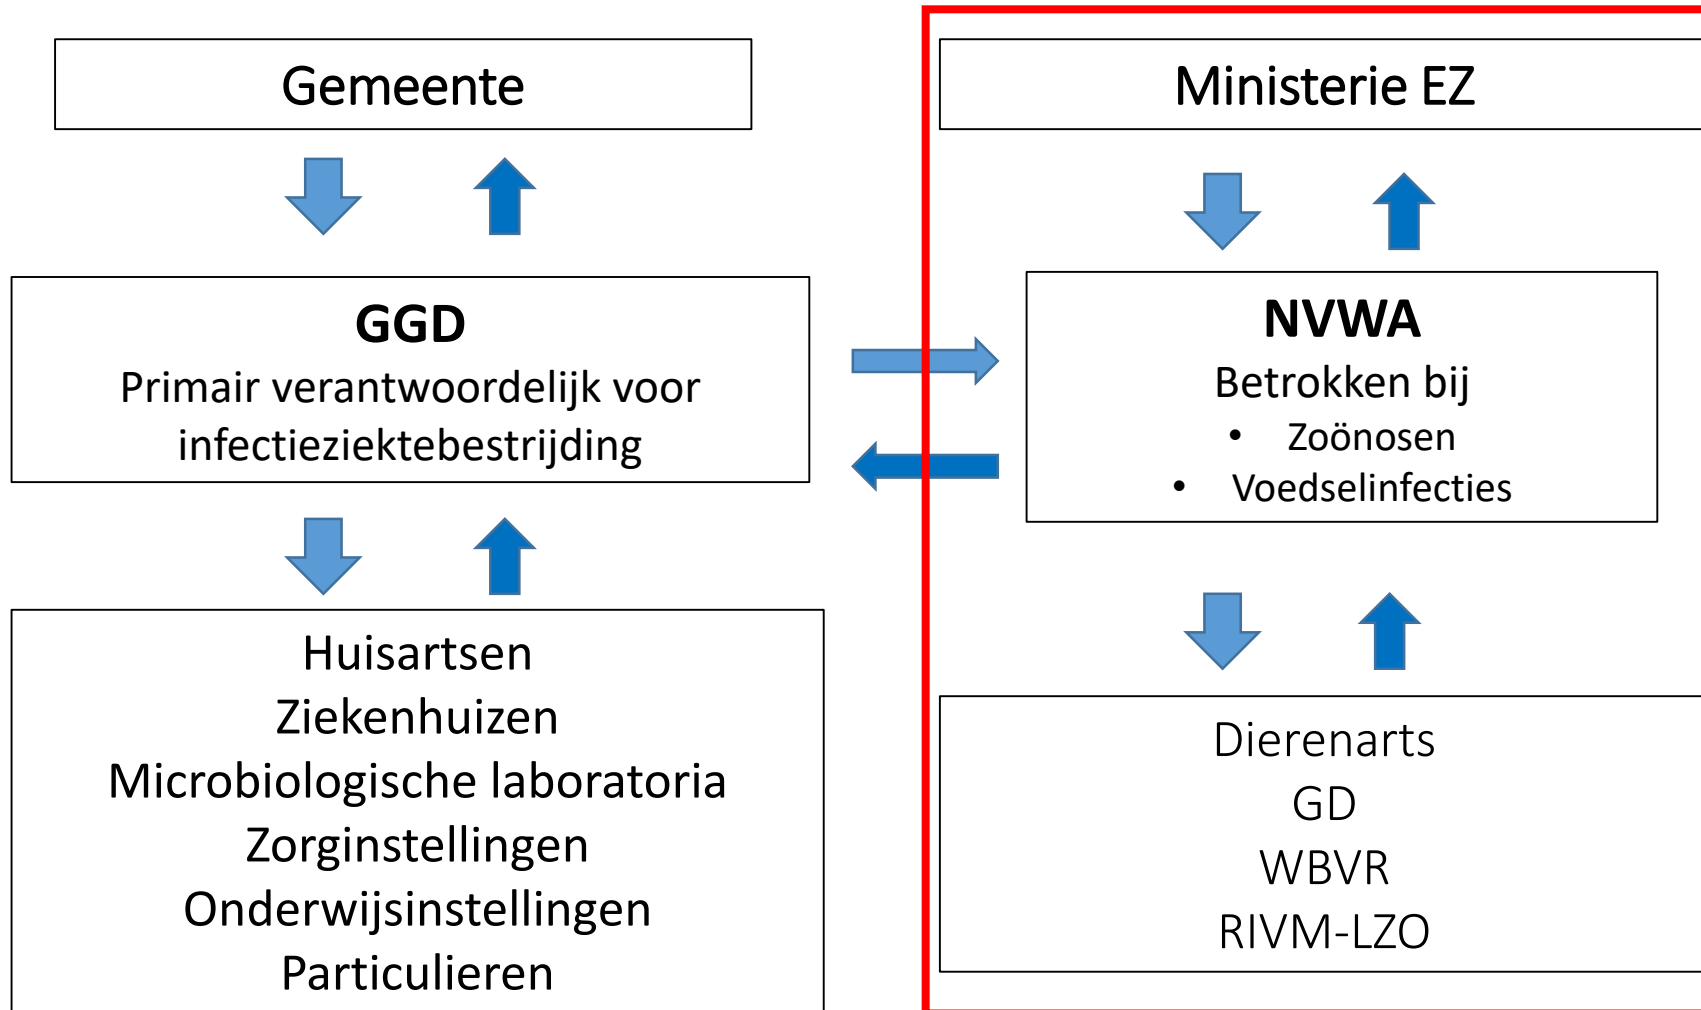 Gemeente
GGD
Primair verantwoordelijk voor
infectieziektebestrijding
Huisartsen
Ziekenhuizen
Microbiologische laboratoria
Zorginstellingen
Onderwijsinstellingen
Particulieren
Ministerie EZ
NVWA
Betrokken bij
• Zoönosen
• Voedselinfecties
Dierenarts
GD
WBVR
RIVM-LZO